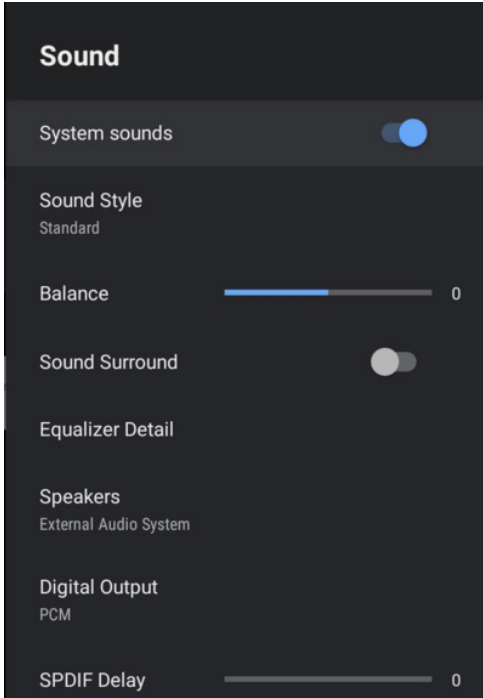 Sound
System sounds
Sound Style
Standard
Balance 0
Sound Surround
Equalizer Detail
Speakers
External Audio System
Digital Output
PCM
SPDIF Delay 0